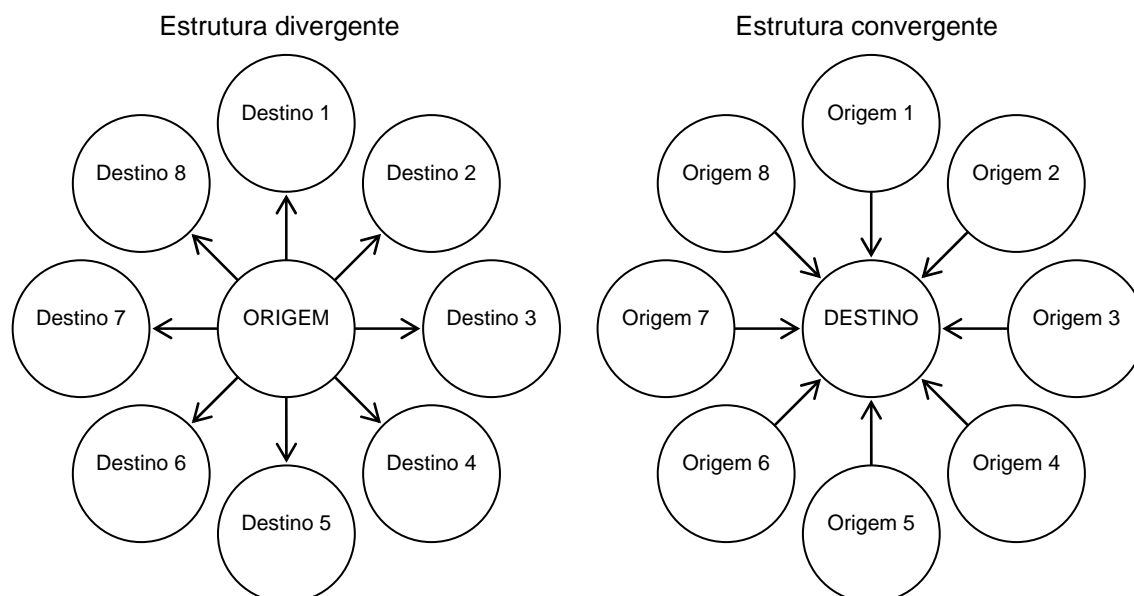 Estrutura divergente
Destino 1
Destino 2
Destino 3
Destino 4
Destino 5
Destino 6
Destino 7
Destino 8
ORIGEM
Estrutura convergente
Origem 1
Origem 2
Origem 3
Origem 4
Origem 5
Origem 6
Origem 7
Origem 8
DESTINO